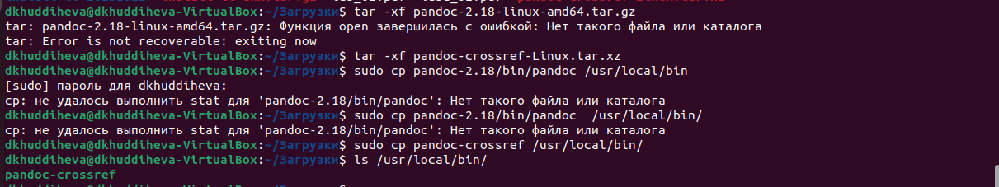 dkhuddiheva@dkhuddiheva-VirtualBox:~/Загрузки$ tar -xf pandoc-2.18-linux-amd64.tar.gz
tar: pandoc-2.18-linux-amd64.tar.gz: Функция open завершилась с ошибкой: Нет такого файла или каталога
tar: Error is not recoverable: exiting now
dkhuddiheva@dkhuddiheva-VirtualBox:~/Загрузки$ tar -xf pandoc-crossref-Linux.tar.xz
dkhuddiheva@dkhuddiheva-VirtualBox:~/Загрузки$ sudo cp pandoc-2.18/bin/pandoc /usr/local/bin
[sudo] пароль для dkhuddiheva:
cp: не удалось выполнить stat для 'pandoc-2.18/bin/pandoc': Нет такого файла или каталога
dkhuddiheva@dkhuddiheva-VirtualBox:~/Загрузки$ sudo cp pandoc-2.18/bin/pandoc  /usr/local/bin/
cp: не удалось выполнить stat для 'pandoc-2.18/bin/pandoc': Нет такого файла или каталога
dkhuddiheva@dkhuddiheva-VirtualBox:~/Загрузки$ sudo cp pandoc-crossref /usr/local/bin/
dkhuddiheva@dkhuddiheva-VirtualBox:~/Загрузки$ ls /usr/local/bin/
pandoc-crossref